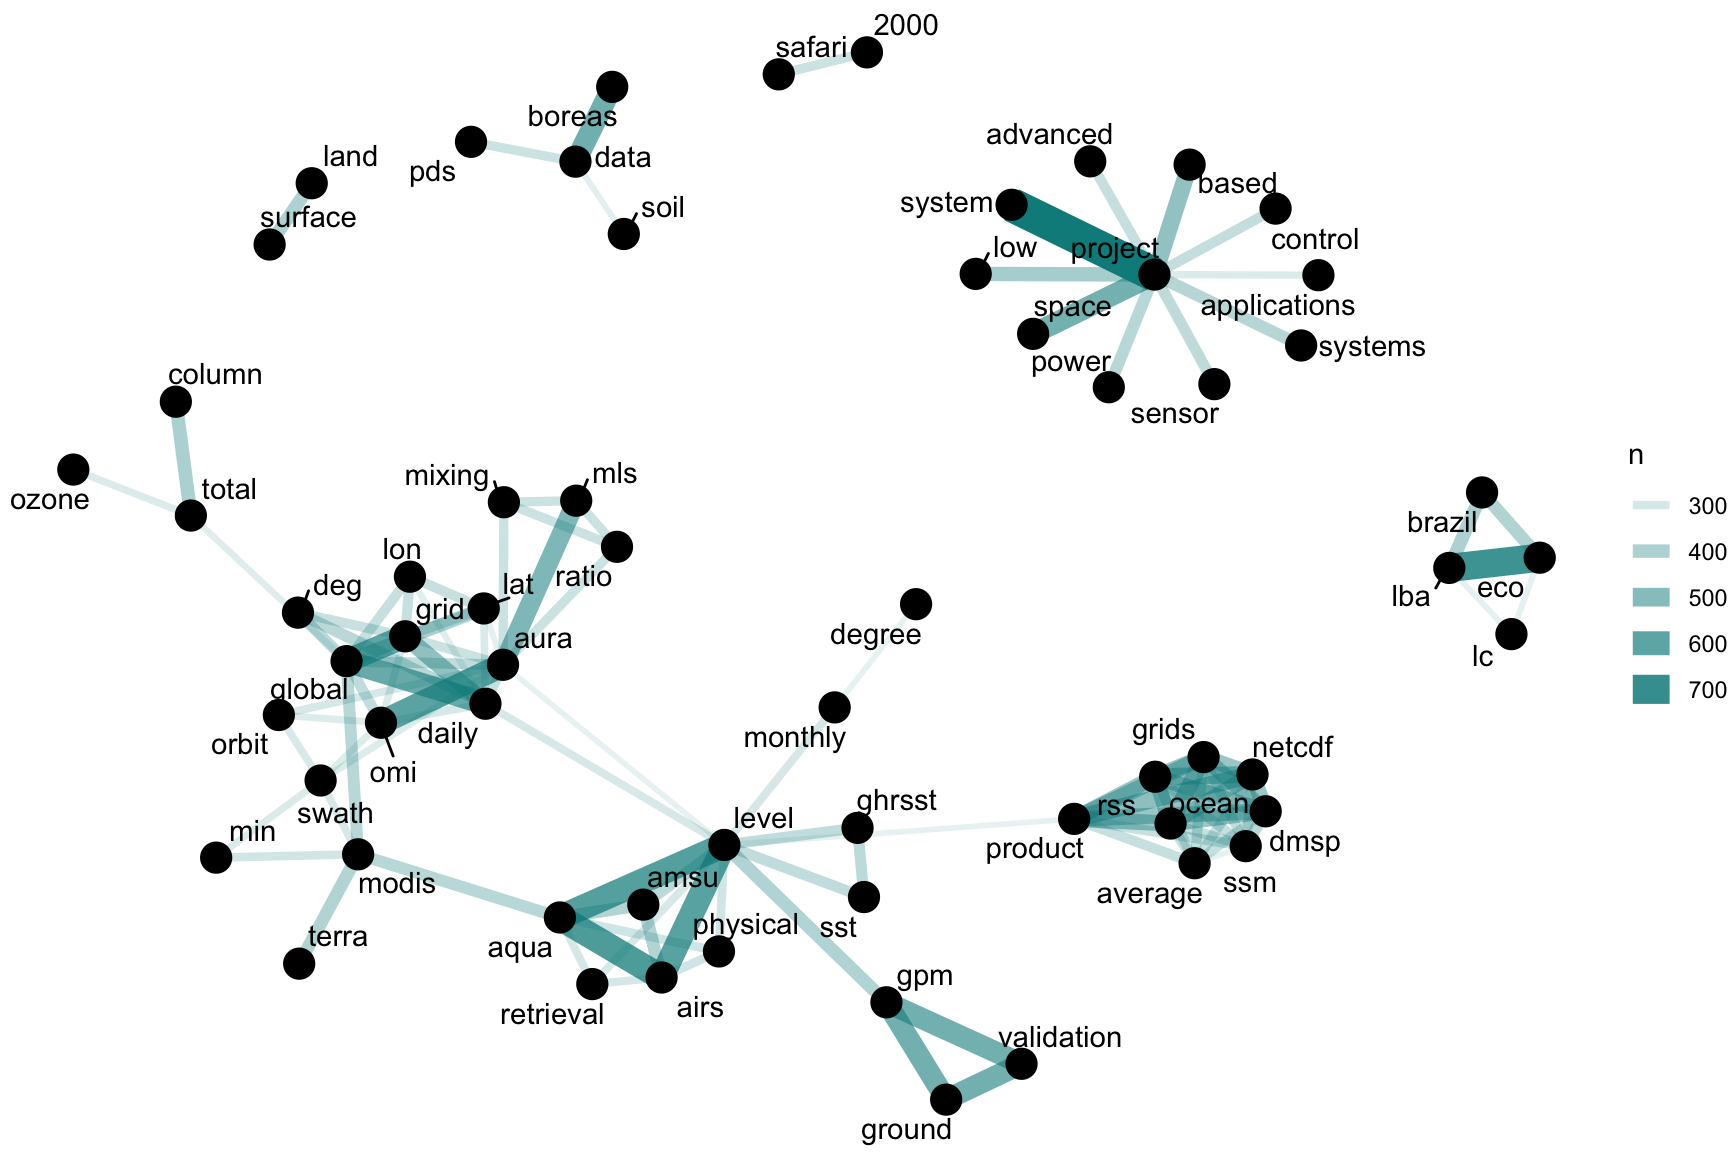 2000
safari
boreas
data
pds
soil
land
surface
advanced
based
system
control
low
project
space
applications
power
systems
sensor
column
ozone
total
mixing
mls
ratio
lon
lat
deg
grid
aura
global
orbit
daily
omi
swath
min
modis
terra
degree
monthly
level
ghrsst
sst
amsu
physical
aqua
retrieval
airs
gpm
validation
ground
grids
netcdf
rss
ocean
product
dmsp
average
ssm
brazil
lba
eco
lc
n
300
400
500
600
700